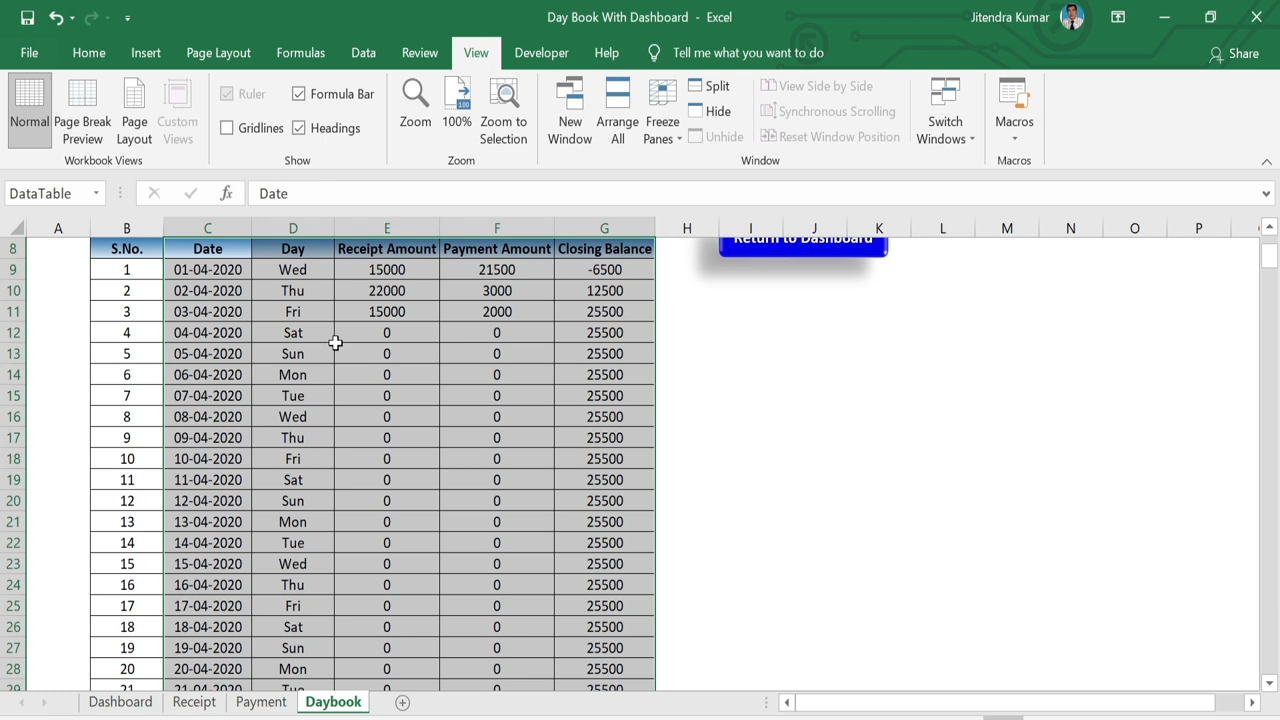 Day Book With Dashboard - Excel
Jitendra Kumar
File Home Insert Page Layout Formulas Data Review View Developer Help Tell me what you want to do Share
Normal
Page Break Preview
Page Layout
Custom Views
Workbook Views
Ruler Formula Bar
Gridlines Headings
Show
Zoom
100%
Zoom to Selection
Zoom
New Window
Arrange All
Freeze Panes
Split
Hide
Unhide
View Side by Side
Synchronous Scrolling
Reset Window Position
Window
Switch Windows
Macros
Macros
DataTable fx Date
A B C D E F G H I J K L M N O P
8 S.No. Date Day Receipt Amount Payment Amount Closing Balance Return to Dashboard
9 1 01-04-2020 Wed 15000 21500 -6500
10 2 02-04-2020 Thu 22000 3000 12500
11 3 03-04-2020 Fri 15000 2000 25500
12 4 04-04-2020 Sat 0 0 25500
13 5 05-04-2020 Sun 0 0 25500
14 6 06-04-2020 Mon 0 0 25500
15 7 07-04-2020 Tue 0 0 25500
16 8 08-04-2020 Wed 0 0 25500
17 9 09-04-2020 Thu 0 0 25500
18 10 10-04-2020 Fri 0 0 25500
19 11 11-04-2020 Sat 0 0 25500
20 12 12-04-2020 Sun 0 0 25500
21 13 13-04-2020 Mon 0 0 25500
22 14 14-04-2020 Tue 0 0 25500
23 15 15-04-2020 Wed 0 0 25500
24 16 16-04-2020 Thu 0 0 25500
25 17 17-04-2020 Fri 0 0 25500
26 18 18-04-2020 Sat 0 0 25500
27 19 19-04-2020 Sun 0 0 25500
28 20 20-04-2020 Mon 0 0 25500
29 21 21-04-2020 Tue 0 0 25500
Dashboard Receipt Payment Daybook